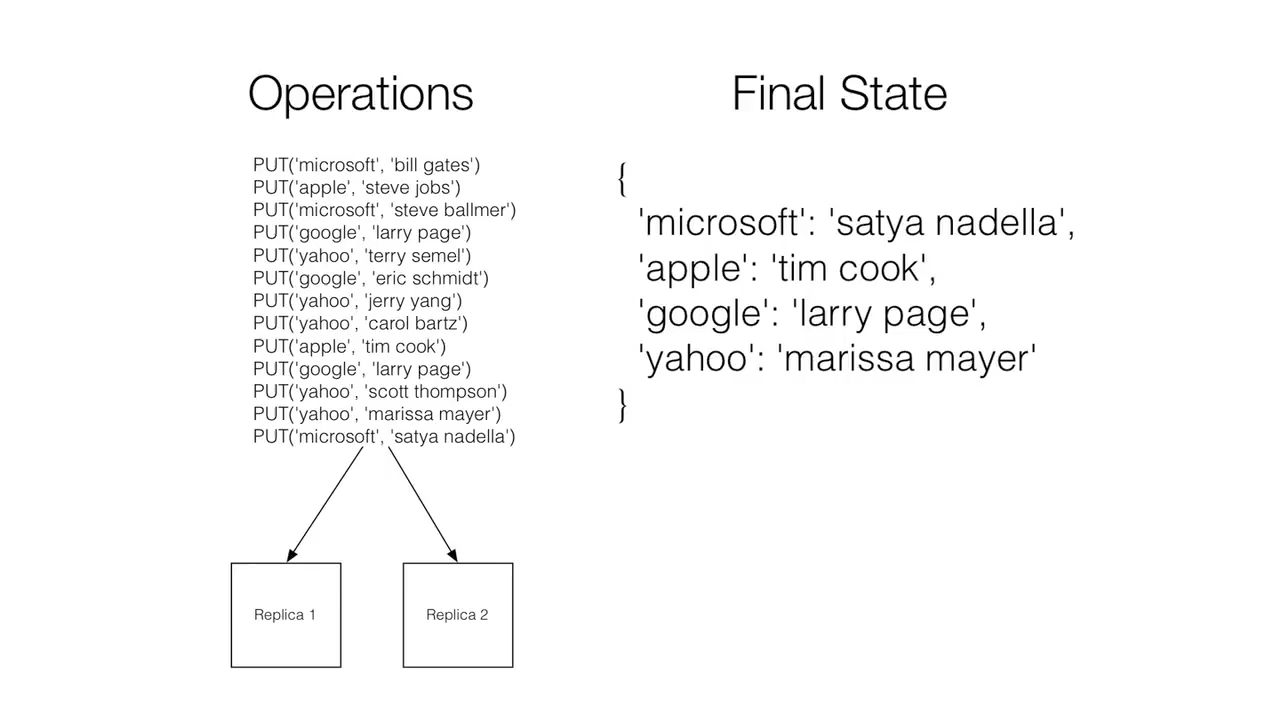 Operations
PUT('microsoft', 'bill gates')
PUT('apple', 'steve jobs')
PUT('microsoft', 'steve ballmer')
PUT('google', 'larry page')
PUT('yahoo', 'terry semel')
PUT('google', 'eric schmidt')
PUT('yahoo', 'jerry yang')
PUT('yahoo', 'carol bartz')
PUT('apple', 'tim cook')
PUT('google', 'larry page')
PUT('yahoo', 'scott thompson')
PUT('yahoo', 'marissa mayer')
PUT('microsoft', 'satya nadella')
Replica 1
Replica 2
Final State
{
'microsoft': 'satya nadella',
'apple': 'tim cook',
'google': 'larry page',
'yahoo': 'marissa mayer'
}